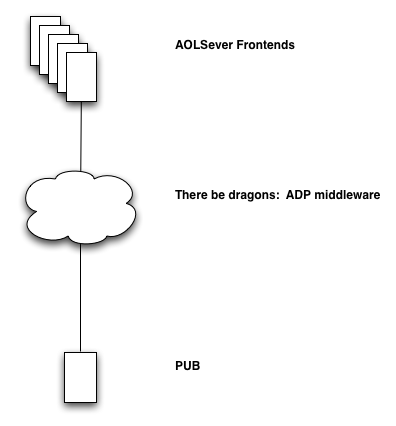 AOLSever Frontends
There be dragons:  ADP middleware
PUB